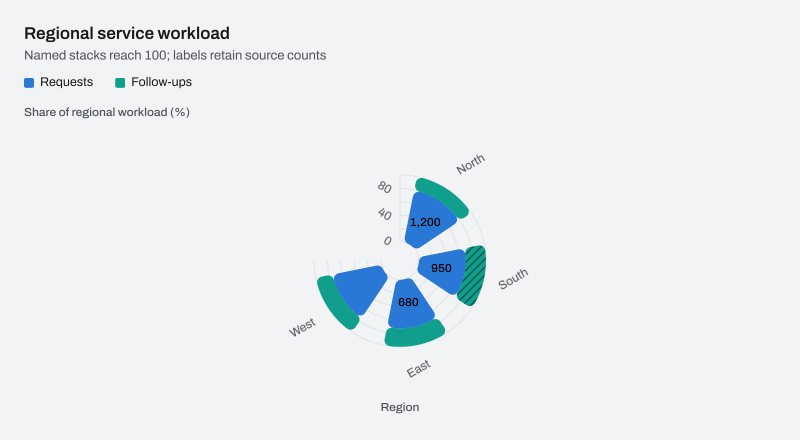 Regional service workload
Named stacks reach 100; labels retain source counts
Requests
Follow-ups
Share of regional workload (%)
North
80
40
0
1,200
950
South
680
West
East
Region